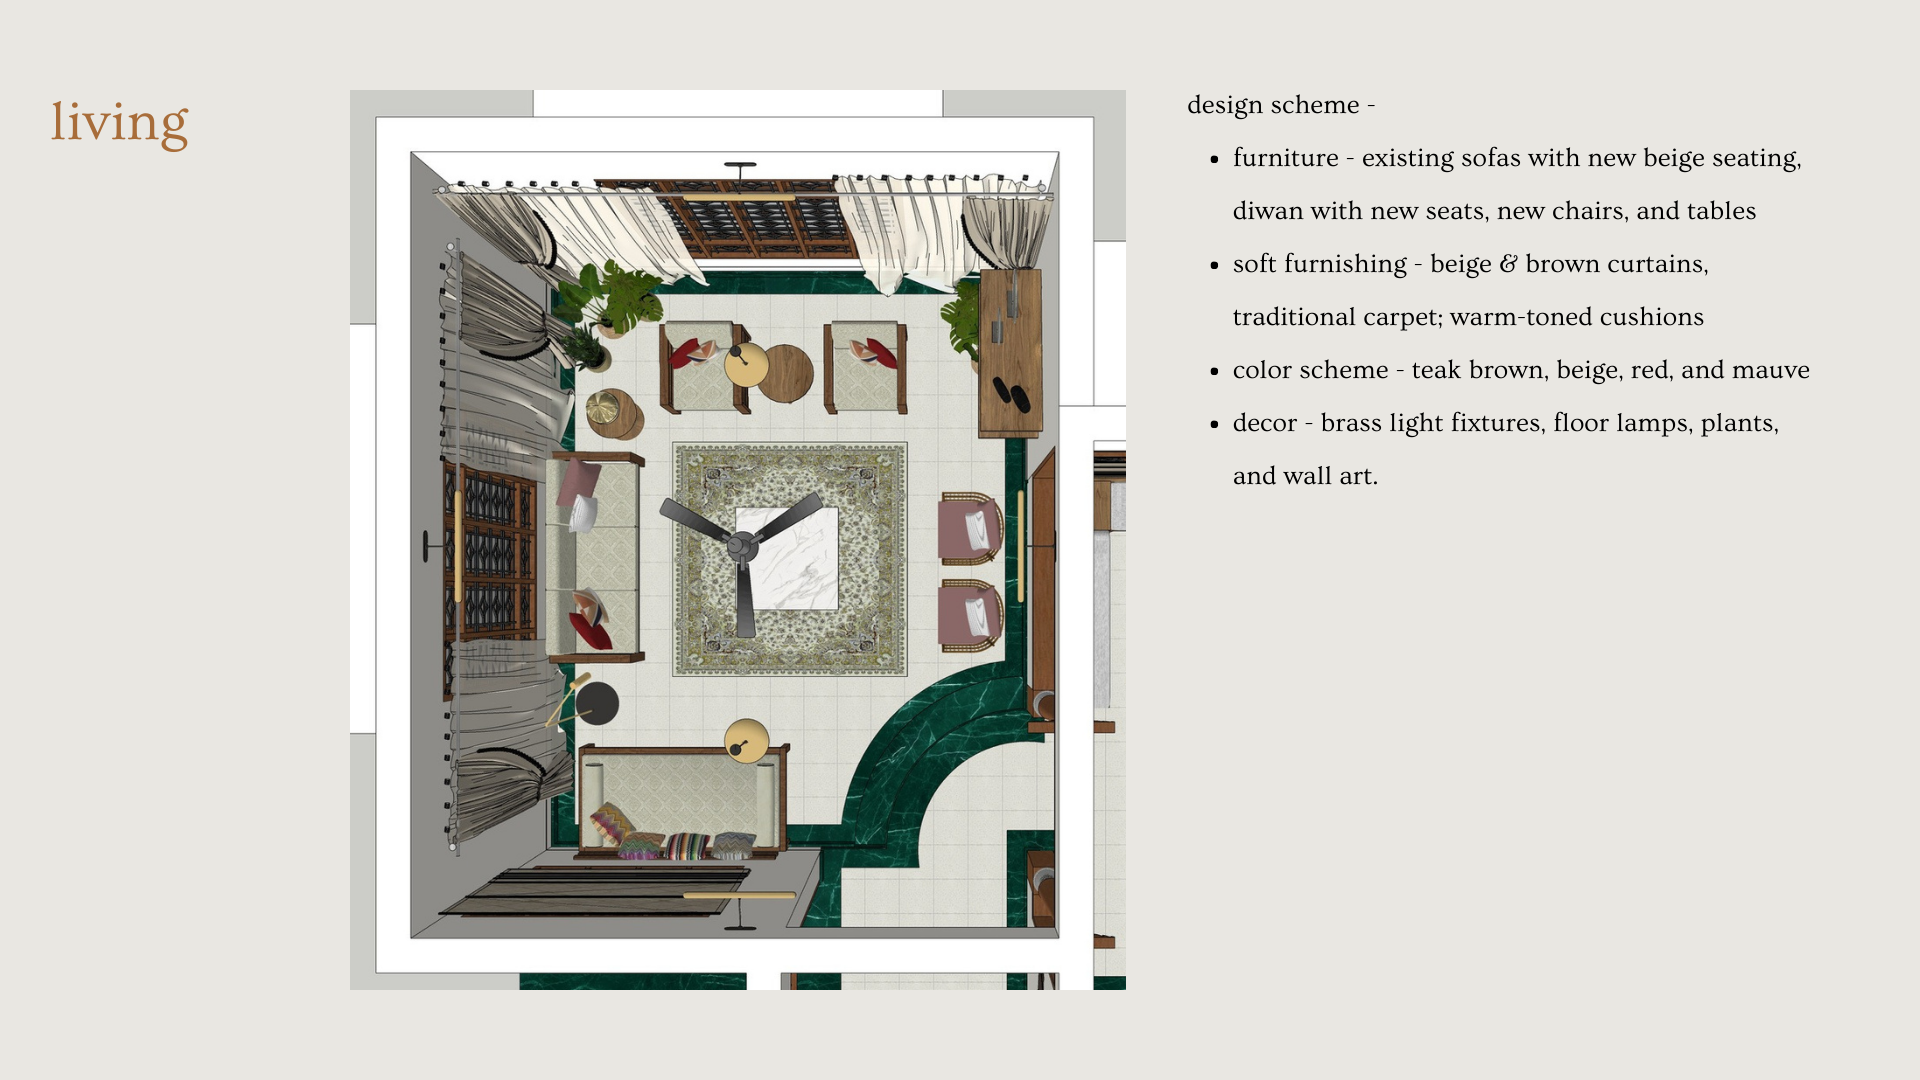 living
design scheme -
• furniture - existing sofas with new beige seating,
diwan with new seats, new chairs, and tables
• soft furnishing - beige & brown curtains,
traditional carpet; warm-toned cushions
• color scheme - teak brown, beige, red, and mauve
• decor - brass light fixtures, floor lamps, plants,
and wall art.